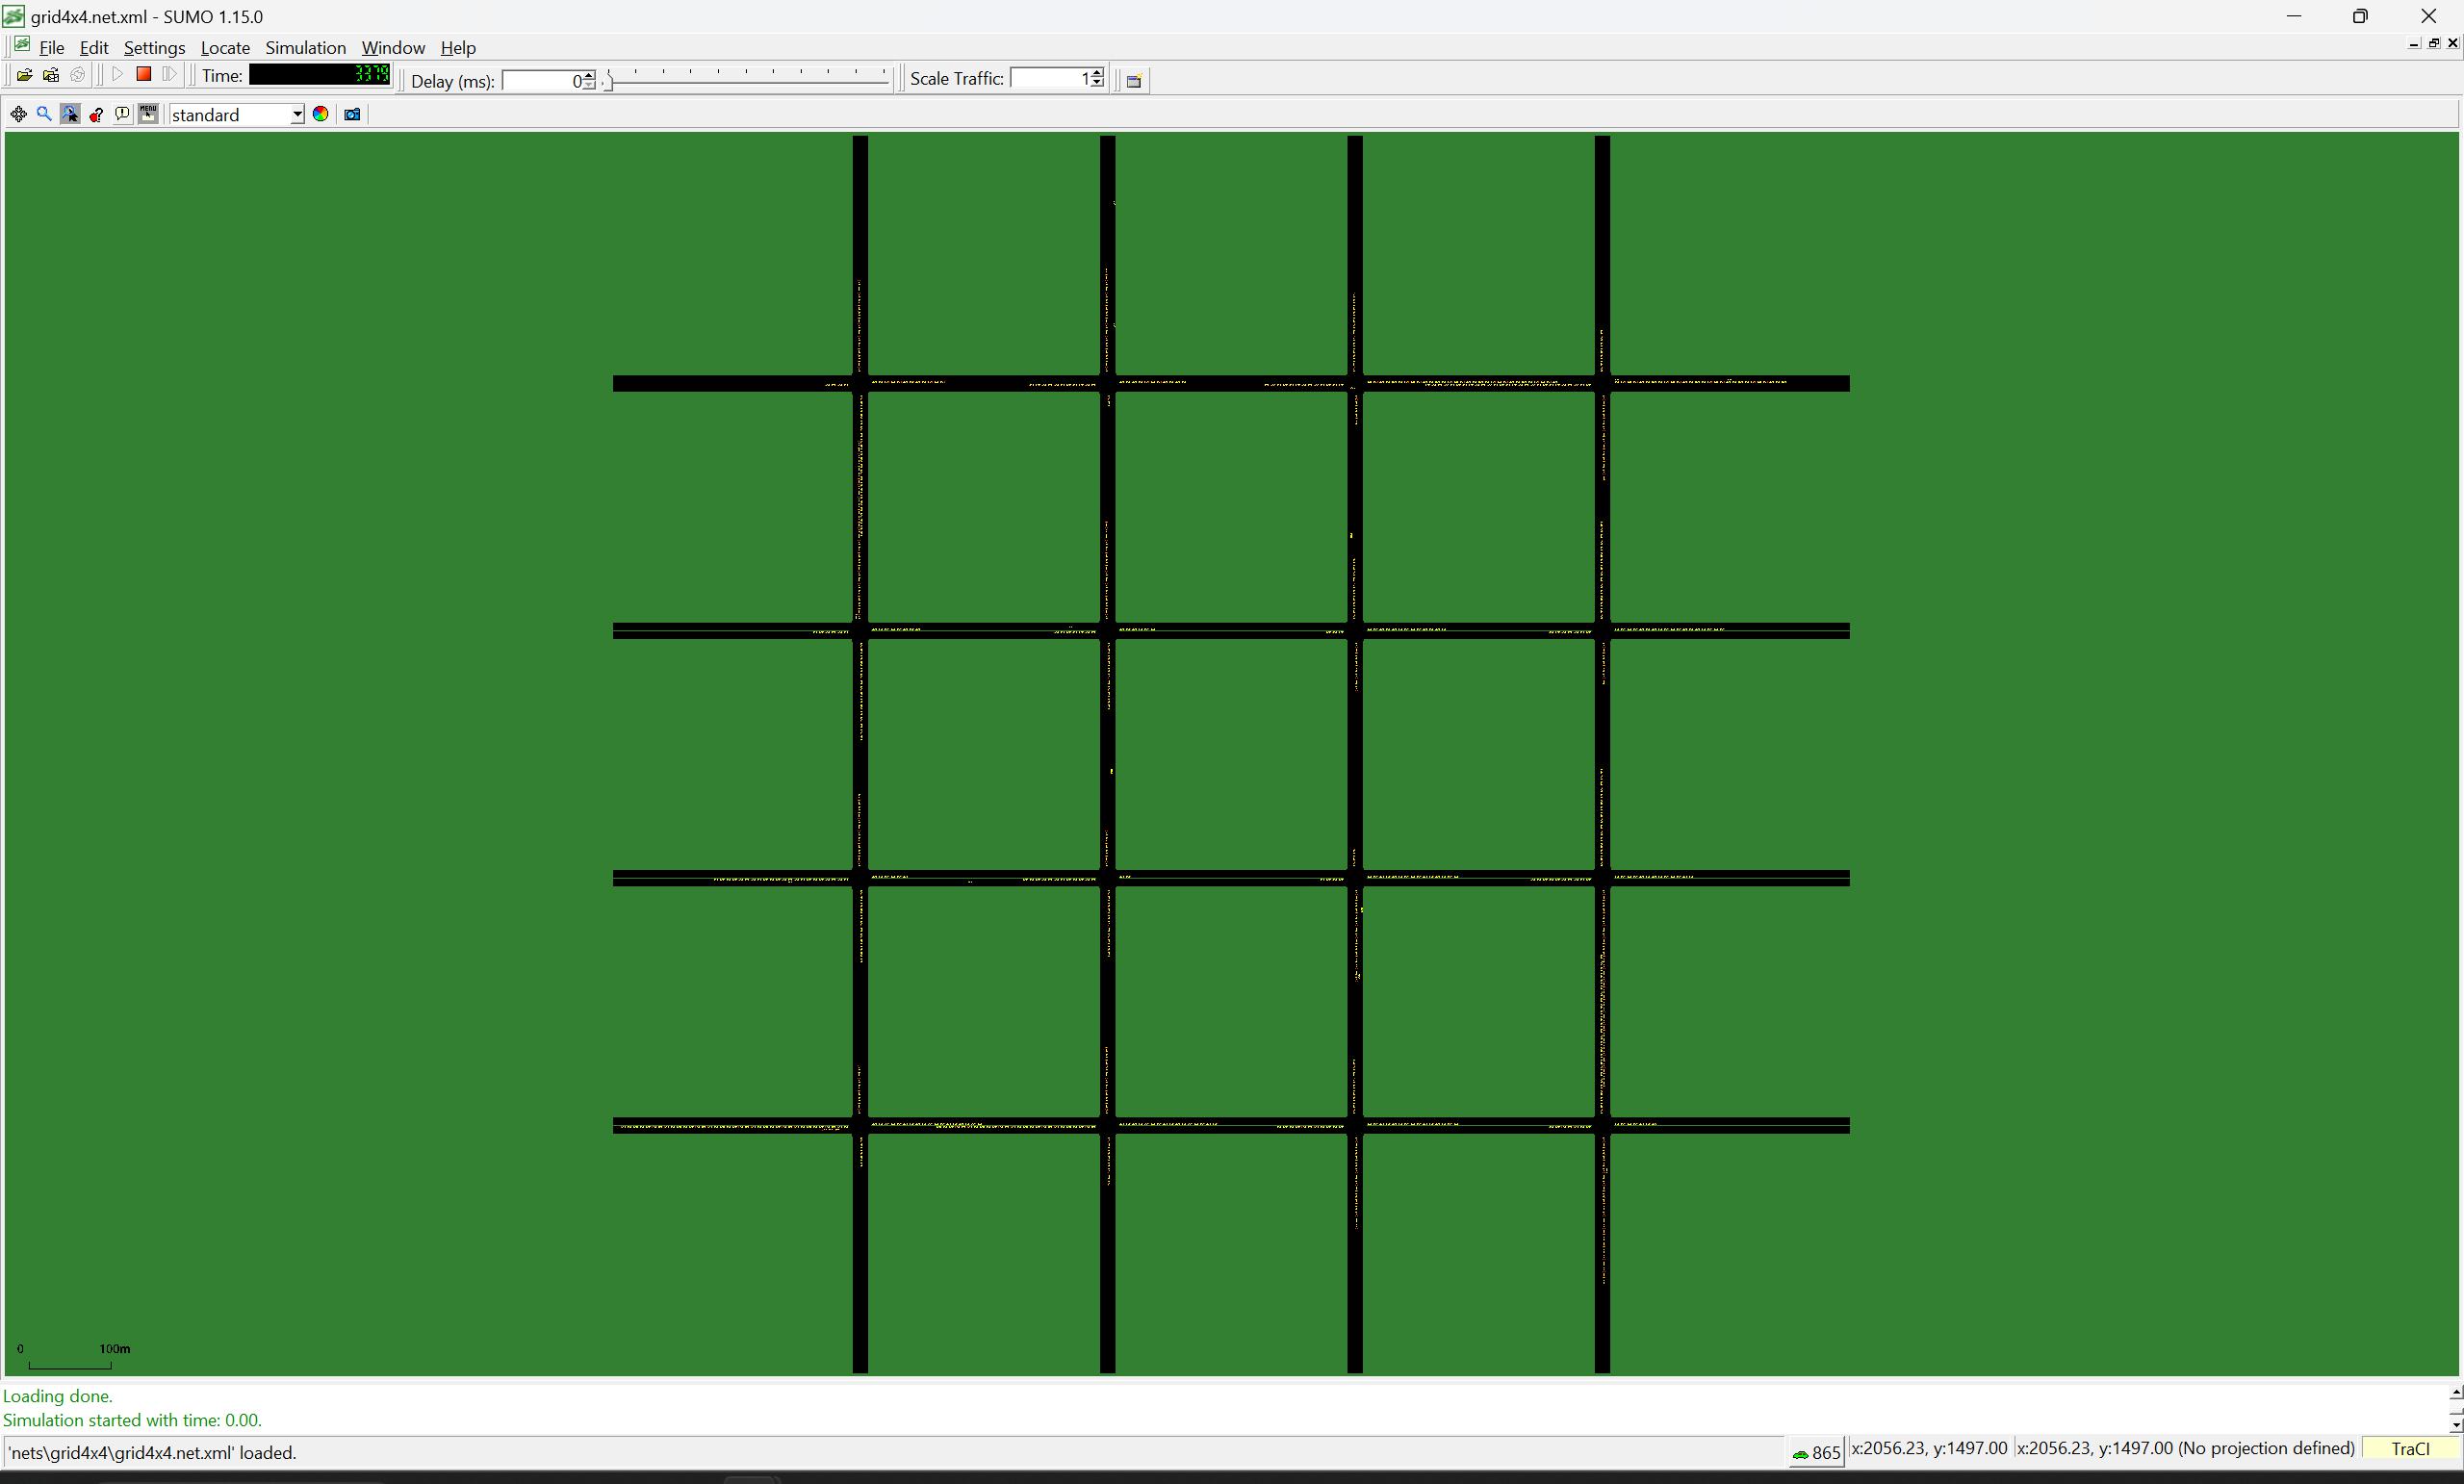 grid4x4.net.xml - SUMO 1.15.0
File Edit Settings Locate Simulation Window Help
Time: 3379 Delay (ms): 0 Scale Traffic: 1
MENU standard
0 100m
Loading done.
Simulation started with time: 0.00.
'nets\grid4x4\grid4x4.net.xml' loaded. 865 x:2056.23, y:1497.00 x:2056.23, y:1497.00 (No projection defined) TraCI